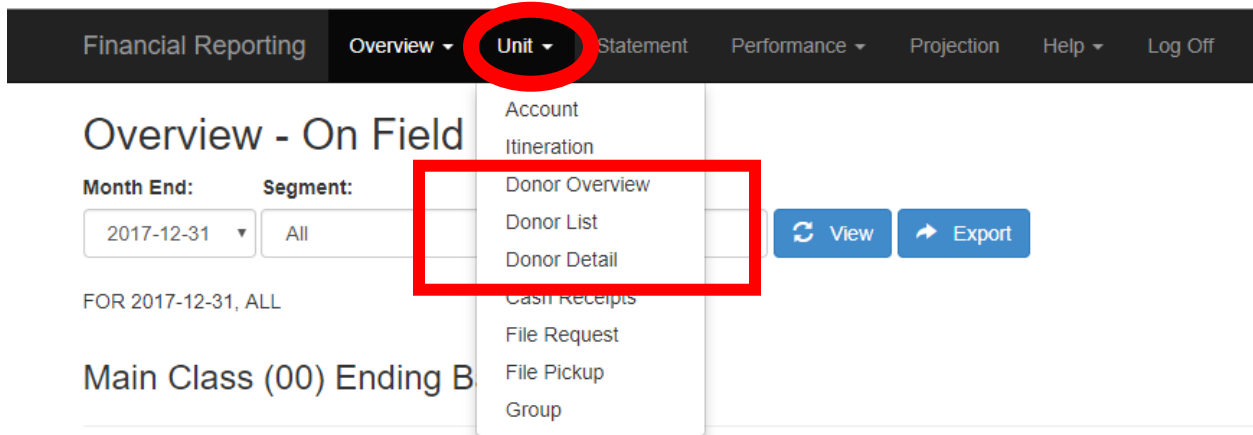 Financial Reporting Overview Unit Statement Performance Projection Help Log Off
Overview - On Field
Month End: Segment:
2017-12-31 All View Export
FOR 2017-12-31, ALL
Main Class (00) Ending B
Account
Itineration
Donor Overview
Donor List
Donor Detail
Cash Receipts
File Request
File Pickup
Group